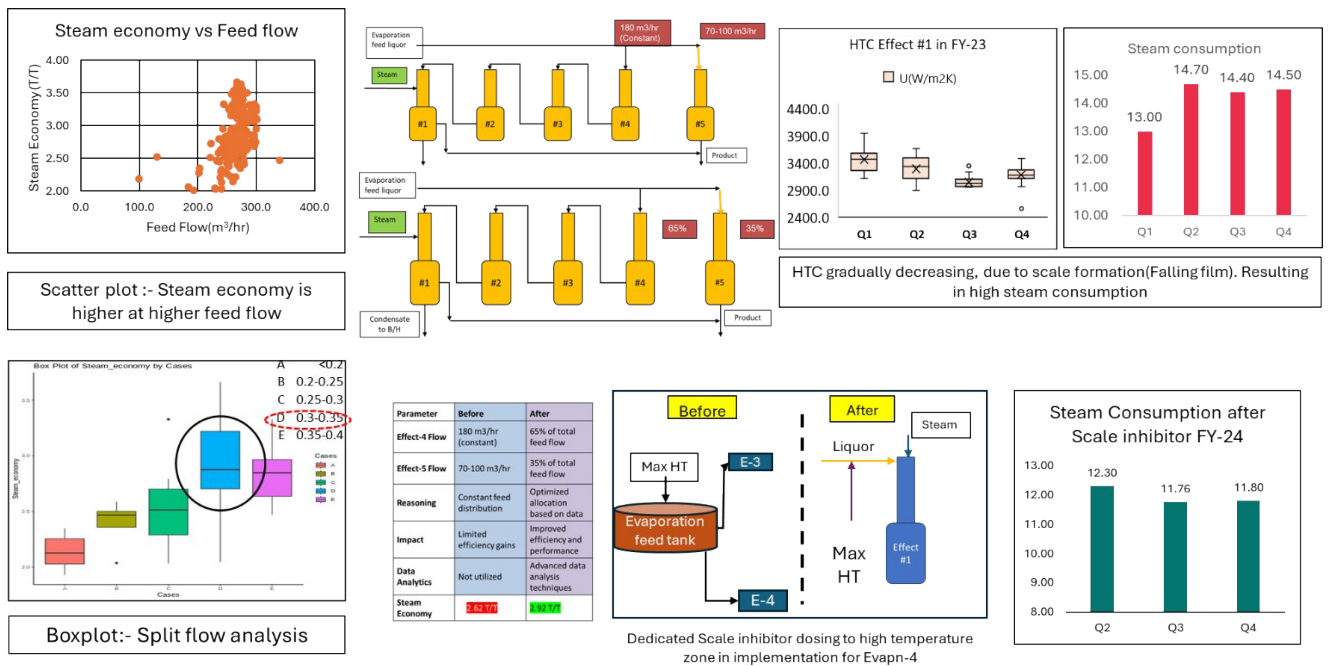 Steam economy vs Feed flow
Steam Economy (T/T)
4.00
3.50
3.00
2.50
2.00
0.0 100.0 200.0 300.0 400.0
Feed Flow(m³/hr)
Scatter plot :- Steam economy is
higher at higher feed flow
Evaporation
feed liquor
180 m3/hr
(Constant)
70-100 m3/hr
Steam
#1 #2 #3 #4 #5
Product
Evaporation
feed liquor
Steam
65%
35%
#1 #2 #3 #4 #5
Condensate
to B/H
Product
HTC Effect #1 in FY-23
U(W/m2K)
4400.0
3900.0
3400.0
2900.0
2400.0
Q1 Q2 Q3 Q4
Steam consumption
15.00
14.00
13.00
12.00
11.00
10.00
13.00
14.70
14.40
14.50
Q1 Q2 Q3 Q4
HTC gradually decreasing, due to scale formation(Falling film). Resulting
in high steam consumption
Box Plot of Steam_economy by Cases
A <0.2
B 0.2-0.25
C 0.25-0.3
D 0.3-0.35
E 0.35-0.4
Steam_economy
3.5
3.0
2.5
2.0
A B C D E
Cases
Cases
A
B
C
D
E
Boxplot:- Split flow analysis
Parameter Before After
Effect-4 Flow 180 m3/hr (constant) 65% of total feed flow
Effect-5 Flow 70-100 m3/hr 35% of total feed flow
Reasoning Constant feed distribution Optimized allocation based on data
Impact Limited efficiency gains Improved efficiency and performance
Data Analytics Not utilized Advanced data analysis techniques
Steam Economy 2.62 T/T 2.92 T/T
Before
Max HT
Evaporation
feed tank
E-3
E-4
After
Steam
Liquor
Max
HT
Effect
#1
Dedicated Scale inhibitor dosing to high temperature
zone in implementation for Evapn-4
Steam Consumption after
Scale inhibitor FY-24
13.00
12.00
11.00
10.00
9.00
8.00
12.30
11.76
11.80
Q2 Q3 Q4